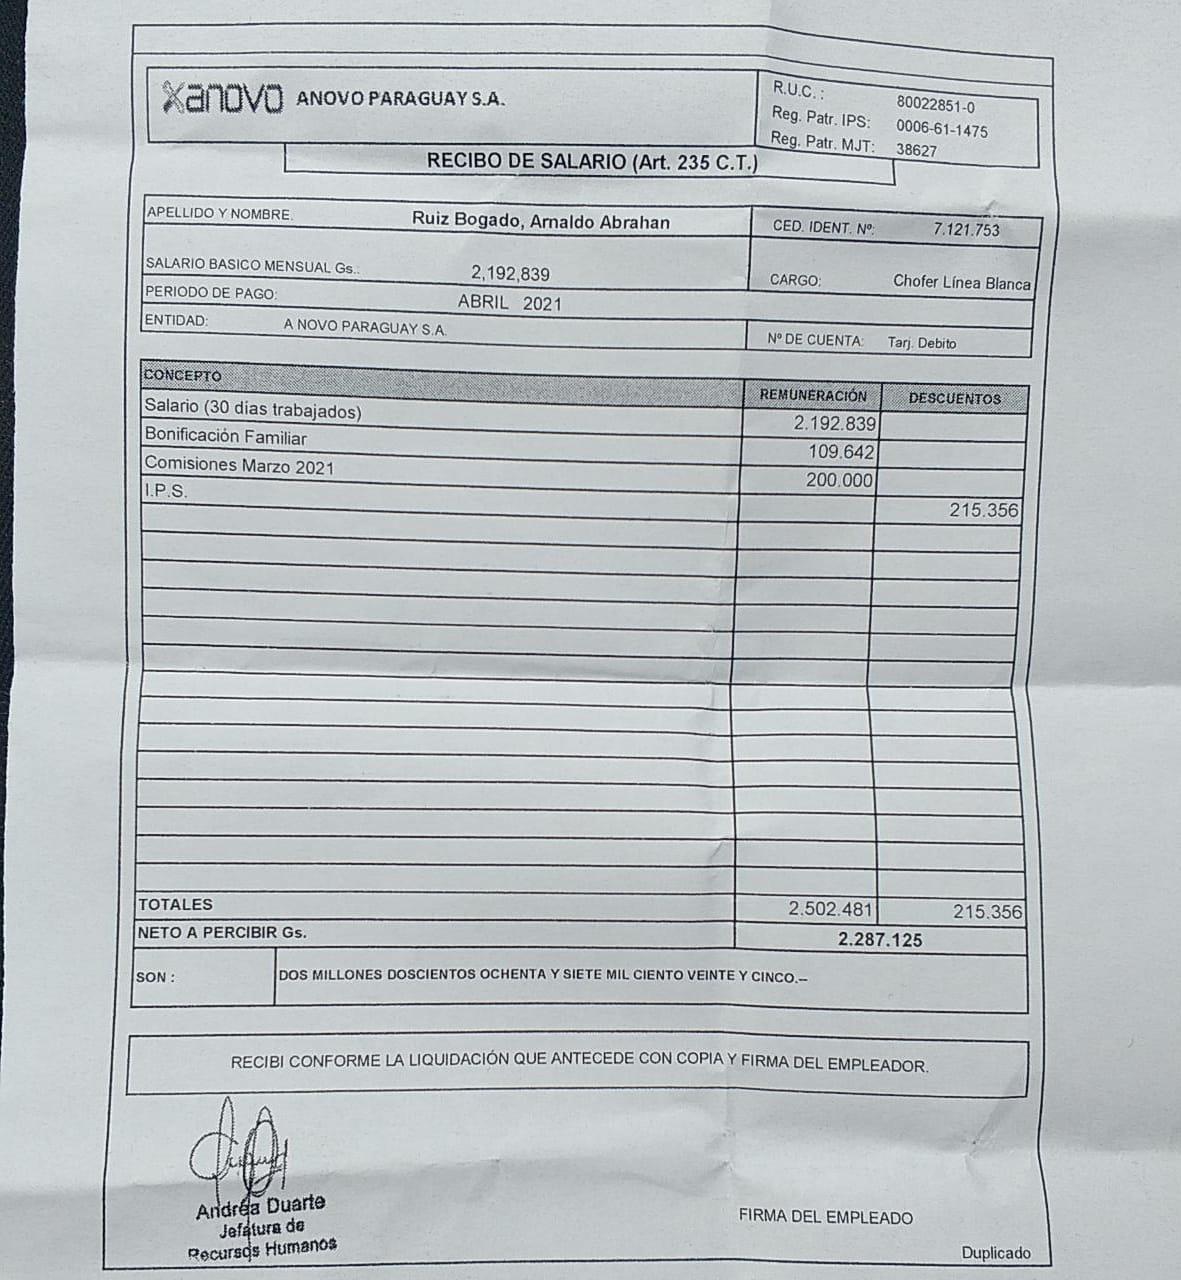 Xanovo ANOVO PARAGUAY S.A.
R.U.C. : 80022851-0
Reg. Patr. IPS: 0006-61-1475
Reg. Patr. MJT: 38627
RECIBO DE SALARIO (Art. 235 C.T.)
APELLIDO Y NOMBRE. Ruiz Bogado, Arnaldo Abrahan CED. IDENT. Nº: 7.121.753
SALARIO BASICO MENSUAL Gs.: 2,192,839 CARGO: Chofer Línea Blanca
PERIODO DE PAGO: ABRIL 2021
ENTIDAD: A NOVO PARAGUAY S.A. Nº DE CUENTA: Tarj. Debito
CONCEPTO REMUNERACIÓN DESCUENTOS
Salario (30 dias trabajados) 2.192.839
Bonificación Familiar 109.642
Comisiones Marzo 2021 200.000
I.P.S. 215.356
TOTALES 2.502.481 215.356
NETO A PERCIBIR Gs. 2.287.125
SON : DOS MILLONES DOSCIENTOS OCHENTA Y SIETE MIL CIENTO VEINTE Y CINCO.--
RECIBI CONFORME LA LIQUIDACIÓN QUE ANTECEDE CON COPIA Y FIRMA DEL EMPLEADOR.
Andréa Duarte
Jefatura de
Recursos Humanos
FIRMA DEL EMPLEADO
Duplicado